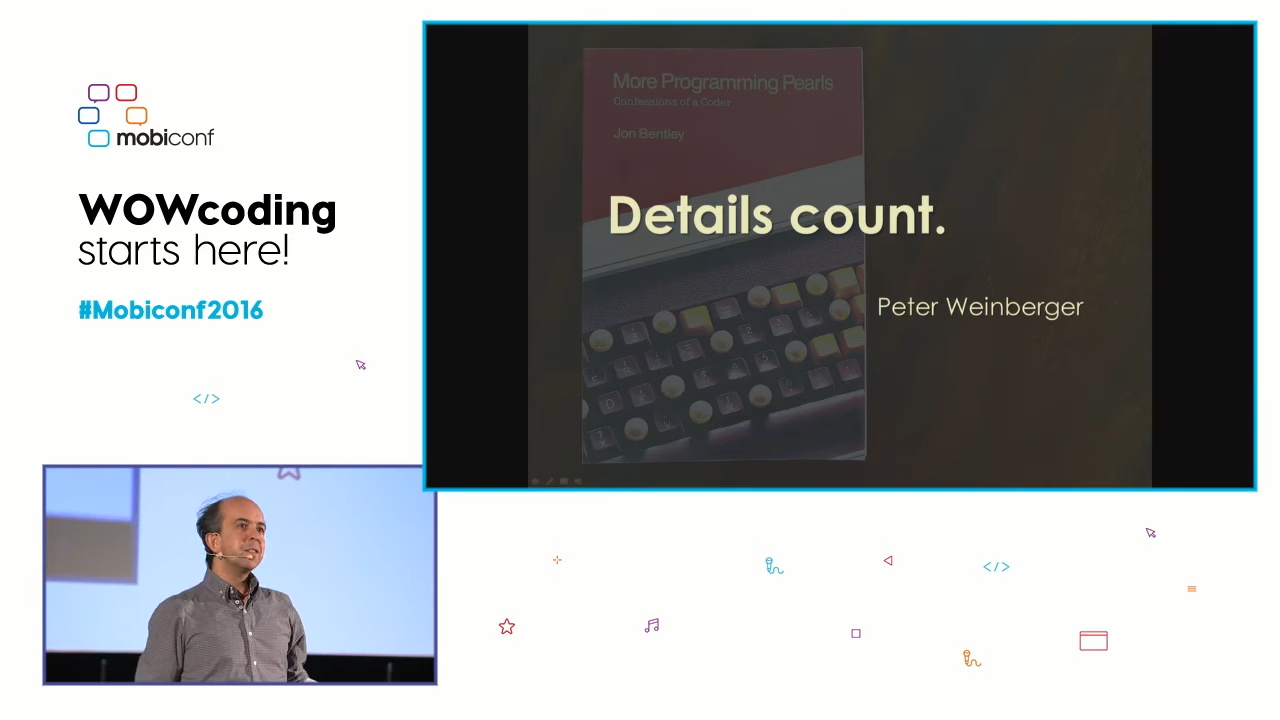 mobiconf
WOWcoding
starts here!
#Mobiconf2016
</>
More Programming Pearls
Confessions of a Coder
Jon Bentley
Details count.
Peter Weinberger
</>